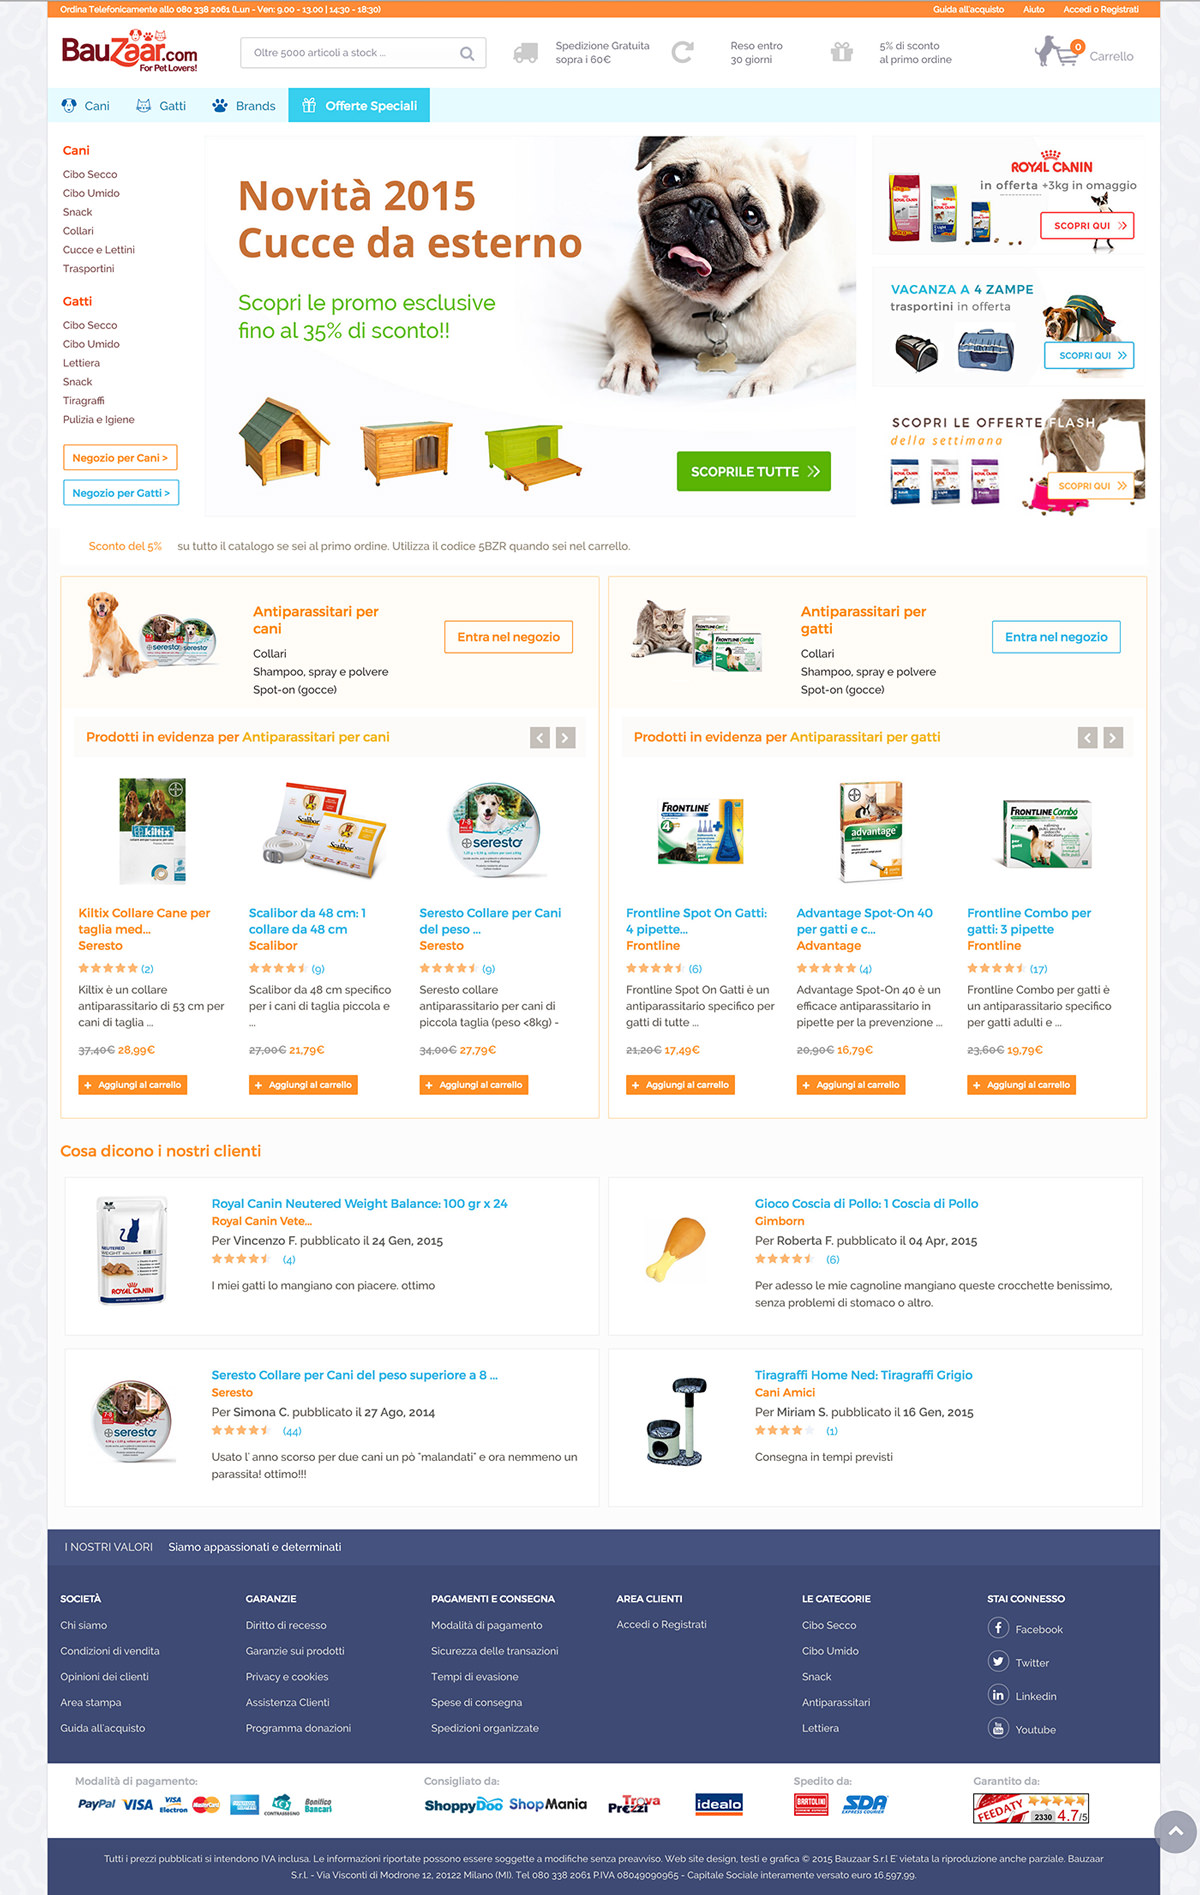 Ordina Telefonicamente allo 080 338 2061 (Lun - Ven: 9.00 - 13.00 | 14:30 - 18:30)
Guida all'acquisto
Aiuto
Accedi o Registrati
BauZaar.com
For Pet Lovers!
Oltre 5000 articoli a stock ...
Spedizione Gratuita
sopra i 60€
Reso entro
30 giorni
5% di sconto
al primo ordine
0
Carrello
Cani
Gatti
Brands
Offerte Speciali
Cani
Cibo Secco
Cibo Umido
Snack
Collari
Cucce e Lettini
Trasportini
Gatti
Cibo Secco
Cibo Umido
Lettiera
Snack
Tiragraffi
Pulizia e Igiene
Negozio per Cani >
Negozio per Gatti >
Novità 2015
Cucce da esterno
Scopri le promo esclusive
fino al 35% di sconto!!
SCOPRILE TUTTE
ROYAL CANIN
in offerta +3kg in omaggio
SCOPRI QUI
VACANZA A 4 ZAMPE
trasportini in offerta
SCOPRI QUI
SCOPRI LE OFFERTE FLASH
della settimana
SCOPRI QUI
Sconto del 5% su tutto il catalogo se sei al primo ordine. Utilizza il codice 5BZR quando sei nel carrello.
Antiparassitari per
cani
Collari
Shampoo, spray e polvere
Spot-on (gocce)
Entra nel negozio
seresto
Antiparassitari per
gatti
Collari
Shampoo, spray e polvere
Spot-on (gocce)
Entra nel negozio
Prodotti in evidenza per Antiparassitari per cani
kiltix
Scalibor
Scalibor
seresto
Kiltix Collare Cane per
taglia med...
Seresto
(2)
Kiltix è un collare
antiparassitario di 53 cm per
cani di taglia ...
37,40€ 28,99€
Aggiungi al carrello
Scalibor da 48 cm: 1
collare da 48 cm
Scalibor
(9)
Scalibor da 48 cm specifico
per i cani di taglia piccola e
...
27,00€ 21,79€
Aggiungi al carrello
Seresto Collare per Cani
del peso ...
Seresto
(9)
Seresto collare
antiparassitario per cani di
piccola taglia (peso <8kg) -
34,00€ 27,79€
Aggiungi al carrello
Prodotti in evidenza per Antiparassitari per gatti
FRONTLINE
4
advantage
FRONTLINE Combo
Frontline Spot On Gatti:
4 pipette...
Frontline
(6)
Frontline Spot On Gatti è un
antiparassitario specifico per
gatti di tutte ...
21,20€ 17,49€
Aggiungi al carrello
Advantage Spot-On 40
per gatti e c...
Advantage
(4)
Advantage Spot-On 40 è un
efficace antiparassitario in
pipette per la prevenzione ...
20,90€ 16,79€
Aggiungi al carrello
Frontline Combo per
gatti: 3 pipette
Frontline
(17)
Frontline Combo per gatti è
un antiparassitario specifico
per gatti adulti e ...
23,60€ 19,79€
Aggiungi al carrello
Cosa dicono i nostri clienti
NEUTERED
WEIGHT BALANCE
ROYAL CANIN
Royal Canin Neutered Weight Balance: 100 gr x 24
Royal Canin Vete...
Per Vincenzo F. pubblicato il 24 Gen, 2015
(4)
I miei gatti lo mangiano con piacere. ottimo
Gioco Coscia di Pollo: 1 Coscia di Pollo
Gimborn
Per Roberta F. pubblicato il 04 Apr, 2015
(6)
Per adesso le mie cagnoline mangiano queste crocchette benissimo,
senza problemi di stomaco o altro.
seresto
Seresto Collare per Cani del peso superiore a 8 ...
Seresto
Per Simona C. pubblicato il 27 Ago, 2014
(44)
Usato l' anno scorso per due cani un pò "malandati" e ora nemmeno un
parassita! ottimo!!!
Tiragraffi Home Ned: Tiragraffi Grigio
Cani Amici
Per Miriam S. pubblicato il 16 Gen, 2015
(1)
Consegna in tempi previsti
I NOSTRI VALORI Siamo appassionati e determinati
SOCIETÀ
Chi siamo
Condizioni di vendita
Opinioni dei clienti
Area stampa
Guida all'acquisto
GARANZIE
Diritto di recesso
Garanzie sui prodotti
Privacy e cookies
Assistenza Clienti
Programma donazioni
PAGAMENTI E CONSEGNA
Modalità di pagamento
Sicurezza delle transazioni
Tempi di evasione
Spese di consegna
Spedizioni organizzate
AREA CLIENTI
Accedi o Registrati
LE CATEGORIE
Cibo Secco
Cibo Umido
Snack
Antiparassitari
Lettiera
STAI CONNESSO
Facebook
Twitter
Linkedin
Youtube
Modalità di pagamento:
PayPal VISA VISA Electron MasterCard AMERICAN EXPRESS CONTRASSEGNO Bonifico Bancari
Consigliato da:
ShoppyDoo ShopMania Trova Prezzi idealo
Spedito da:
BARTOLINI SDA EXPRESS COURIER
Garantito da:
FEEDATY 2330 4.7/5
Tutti i prezzi pubblicati si intendono IVA inclusa. Le informazioni riportate possono essere soggette a modifiche senza preavviso. Web site design, testi e grafica © 2015 Bauzaar S.r.l E' vietata la riproduzione anche parziale. Bauzaar
S.r.l. - Via Visconti di Modrone 12, 20122 Milano (MI). Tel 080 338 2061 P.IVA 08049090965 - Capitale Sociale interamente versato euro 16.597,99.